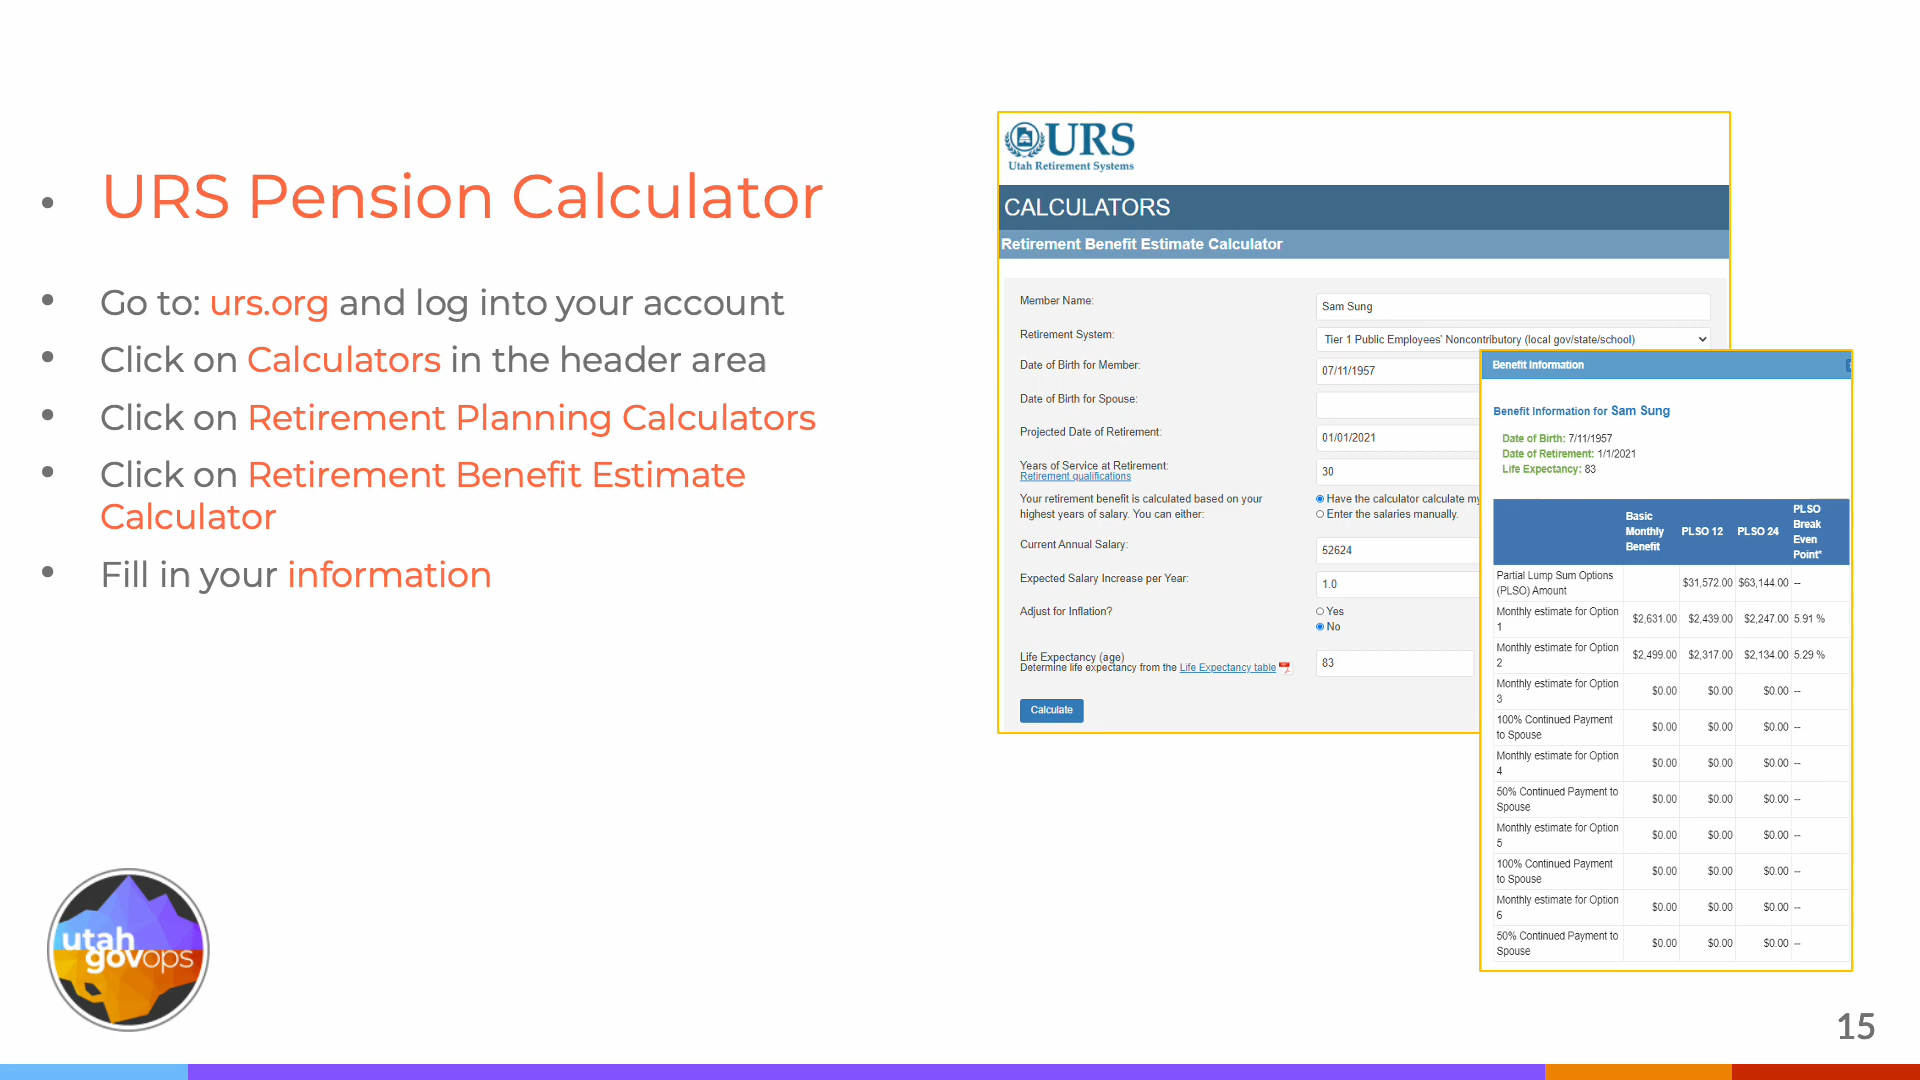 URS Pension Calculator
Go to: urs.org and log into your account
Click on Calculators in the header area
Click on Retirement Planning Calculators
Click on Retirement Benefit Estimate
Calculator
Fill in your information
utah
govops
URS
Utah Retirement Systems
CALCULATORS
Retirement Benefit Estimate Calculator
Member Name: Sam Sung
Retirement System: Tier 1 Public Employees' Noncontributory (local gov/state/school)
Date of Birth for Member: 07/11/1957
Date of Birth for Spouse:
Projected Date of Retirement: 01/01/2021
Years of Service at Retirement: 30
Retirement qualifications
Your retirement benefit is calculated based on your Have the calculator calculate my
highest years of salary. You can either: Enter the salaries manually.
Current Annual Salary: 52624
Expected Salary Increase per Year: 1.0
Adjust for Inflation? Yes
No
Life Expectancy (age) 83
Determine life expectancy from the Life Expectancy table
Calculate
Benefit Information
Benefit Information for Sam Sung
Date of Birth: 7/11/1957
Date of Retirement: 1/1/2021
Life Expectancy: 83
Basic Monthly Benefit PLSO 12 PLSO 24 PLSO Break Even Point*
Partial Lump Sum Options (PLSO) Amount $31,572.00 $63,144.00 --
Monthly estimate for Option 1 $2,631.00 $2,439.00 $2,247.00 5.91 %
Monthly estimate for Option 2 $2,499.00 $2,317.00 $2,134.00 5.29 %
Monthly estimate for Option 3 $0.00 $0.00 $0.00 --
100% Continued Payment to Spouse $0.00 $0.00 $0.00 --
Monthly estimate for Option 4 $0.00 $0.00 $0.00 --
50% Continued Payment to Spouse $0.00 $0.00 $0.00 --
Monthly estimate for Option 5 $0.00 $0.00 $0.00 --
100% Continued Payment to Spouse $0.00 $0.00 $0.00 --
Monthly estimate for Option 6 $0.00 $0.00 $0.00 --
50% Continued Payment to Spouse $0.00 $0.00 $0.00 --
15